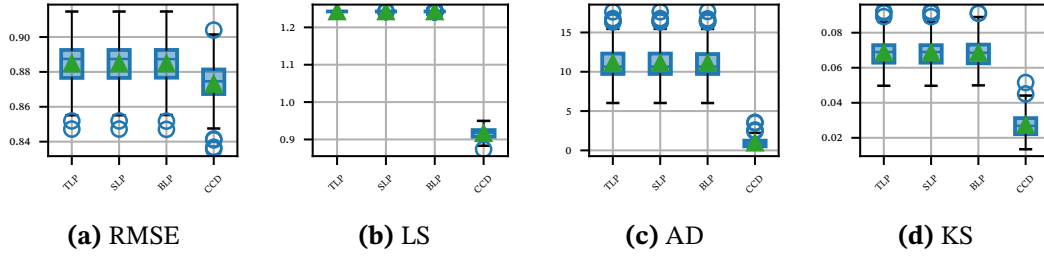 0.90
0.88
0.86
0.84
TLP
SLP
BLP
CCD
(a) RMSE
1.2
1.1
1.0
0.9
TLP
SLP
BLP
CCD
(b) LS
15
10
5
0
TLP
SLP
BLP
CCD
(c) AD
0.08
0.06
0.04
0.02
TLP
SLP
BLP
CCD
(d) KS